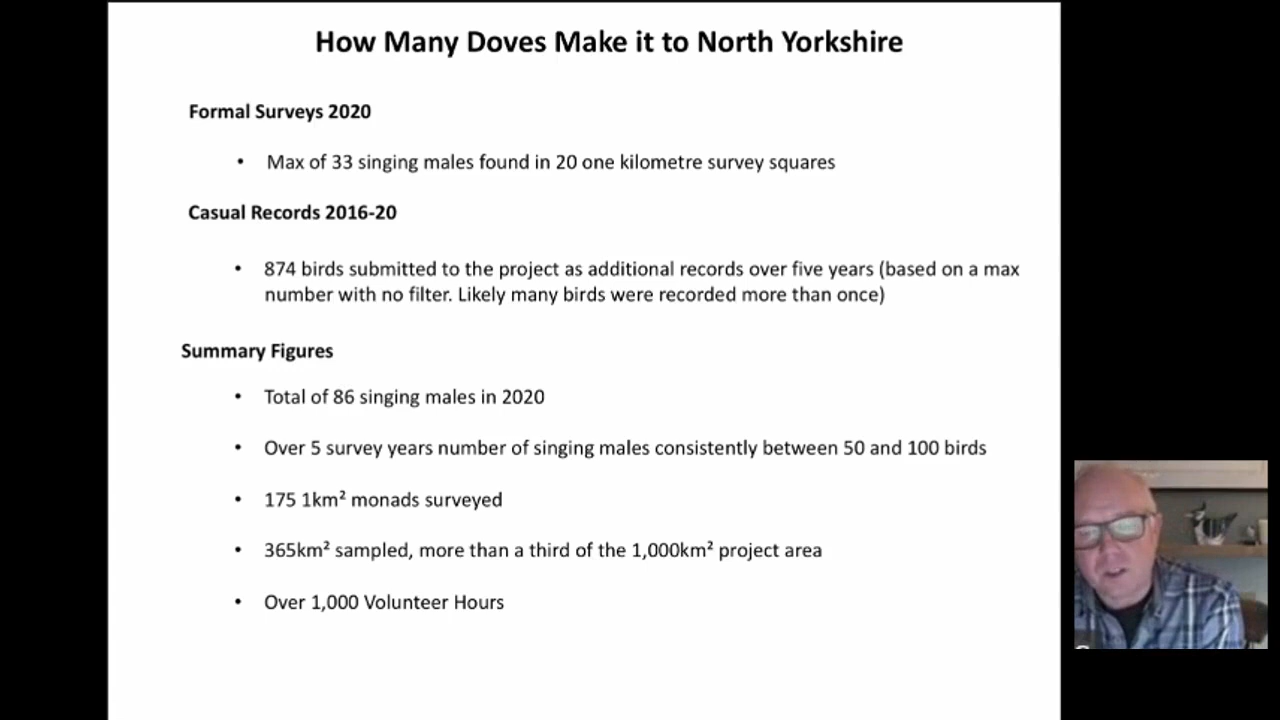 How Many Doves Make it to North Yorkshire
Formal Surveys 2020
• Max of 33 singing males found in 20 one kilometre survey squares
Casual Records 2016-20
• 874 birds submitted to the project as additional records over five years (based on a max
number with no filter. Likely many birds were recorded more than once)
Summary Figures
• Total of 86 singing males in 2020
• Over 5 survey years number of singing males consistently between 50 and 100 birds
• 175 1km² monads surveyed
• 365km² sampled, more than a third of the 1,000km² project area
• Over 1,000 Volunteer Hours